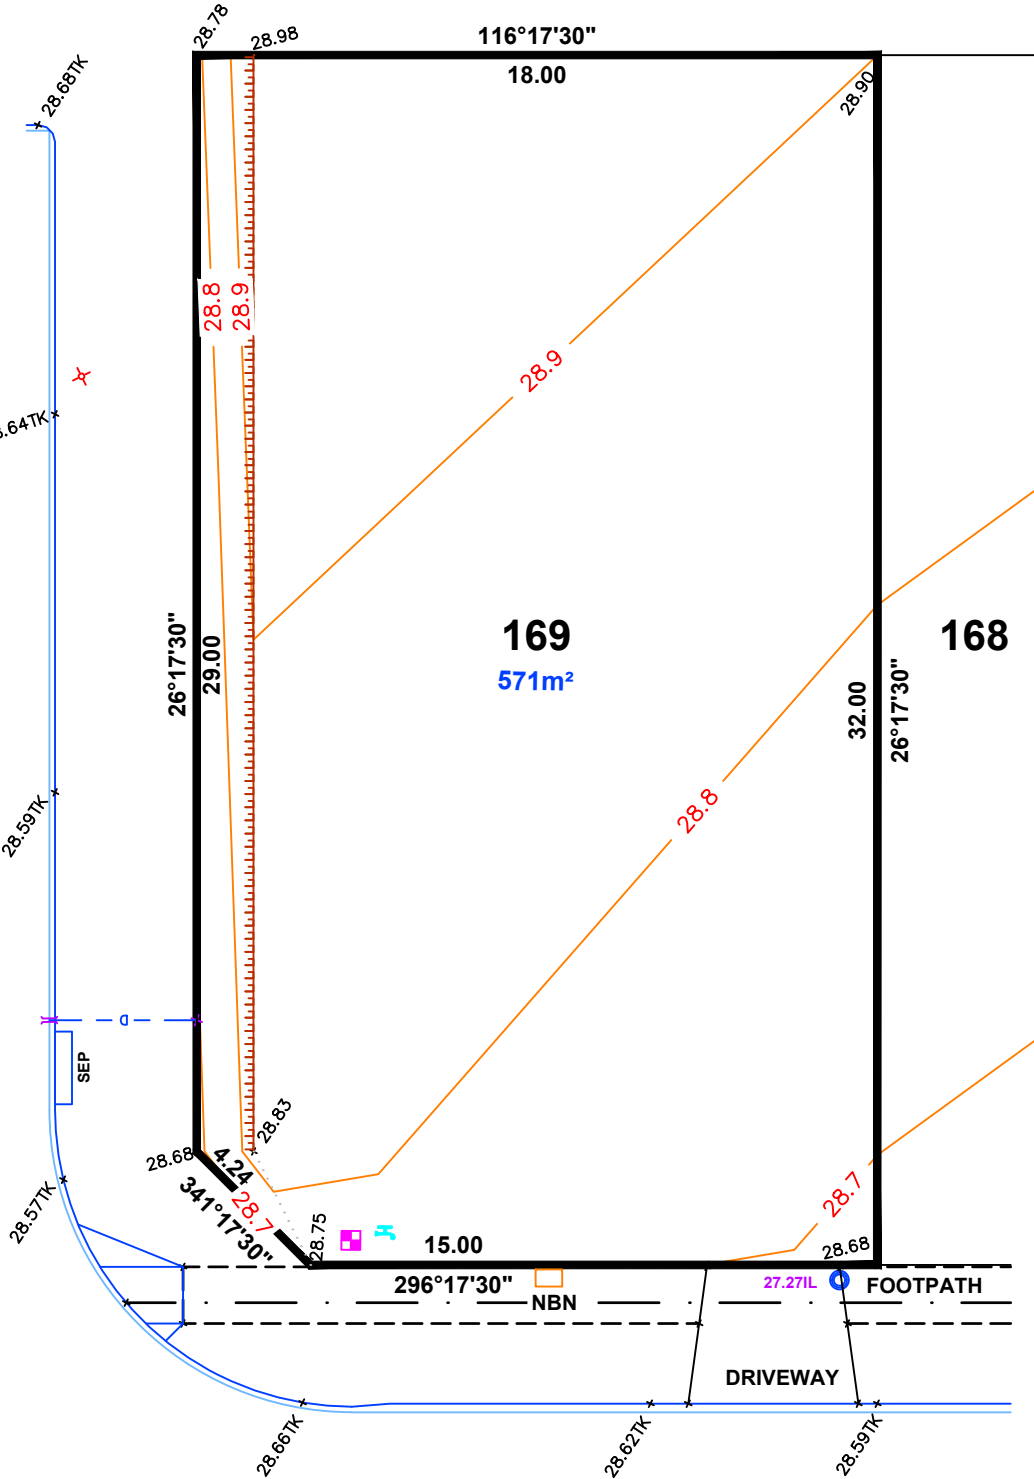 28.78
28.98
116°17'30"
18.00
28.68TK
28.90
28.8
28.9
28.9
.64TK
169
571m²
168
26°17'30"
29.00
32.00
26°17'30"
28.59TK
28.8
D
SEP
28.83
28.68
4.24
341°17'30"
28.7
28.57TK
28.75
15.00
28.7
28.68
296°17'30"
NBN
27.27IL
FOOTPATH
DRIVEWAY
28.66TK
28.62TK
28.59TK